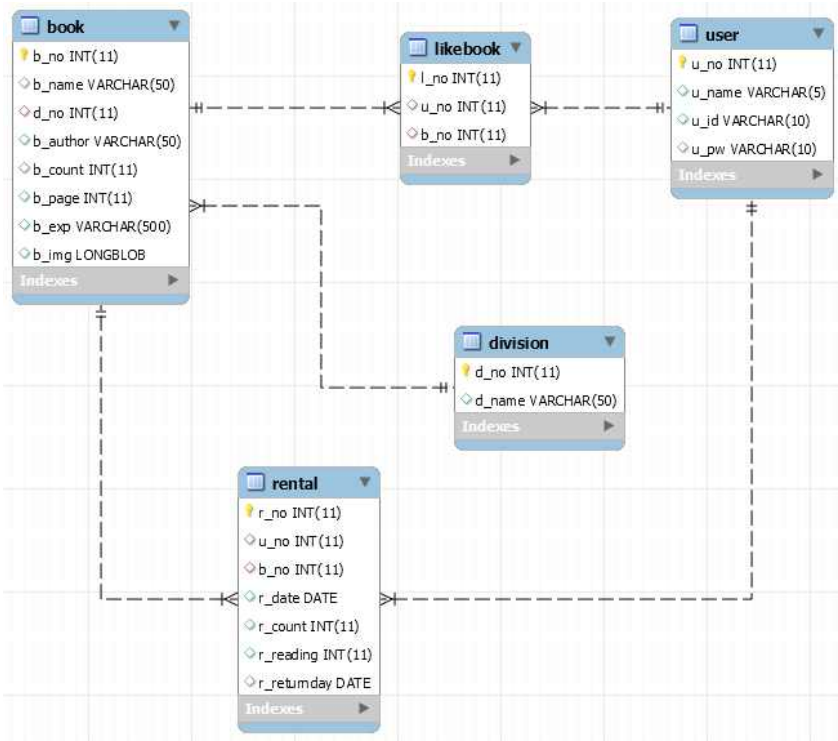 book
b_no INT(11)
b_name VARCHAR(50)
d_no INT(11)
b_author VARCHAR(50)
b_count INT(11)
b_page INT(11)
b_exp VARCHAR(500)
b_img LONGBLOB
Indexes
likebook
l_no INT(11)
u_no INT(11)
b_no INT(11)
Indexes
user
u_no INT(11)
u_name VARCHAR(5)
u_id VARCHAR(10)
u_pw VARCHAR(10)
Indexes
division
d_no INT(11)
d_name VARCHAR(50)
Indexes
rental
r_no INT(11)
u_no INT(11)
b_no INT(11)
r_date DATE
r_count INT(11)
r_reading INT(11)
r_returnday DATE
Indexes